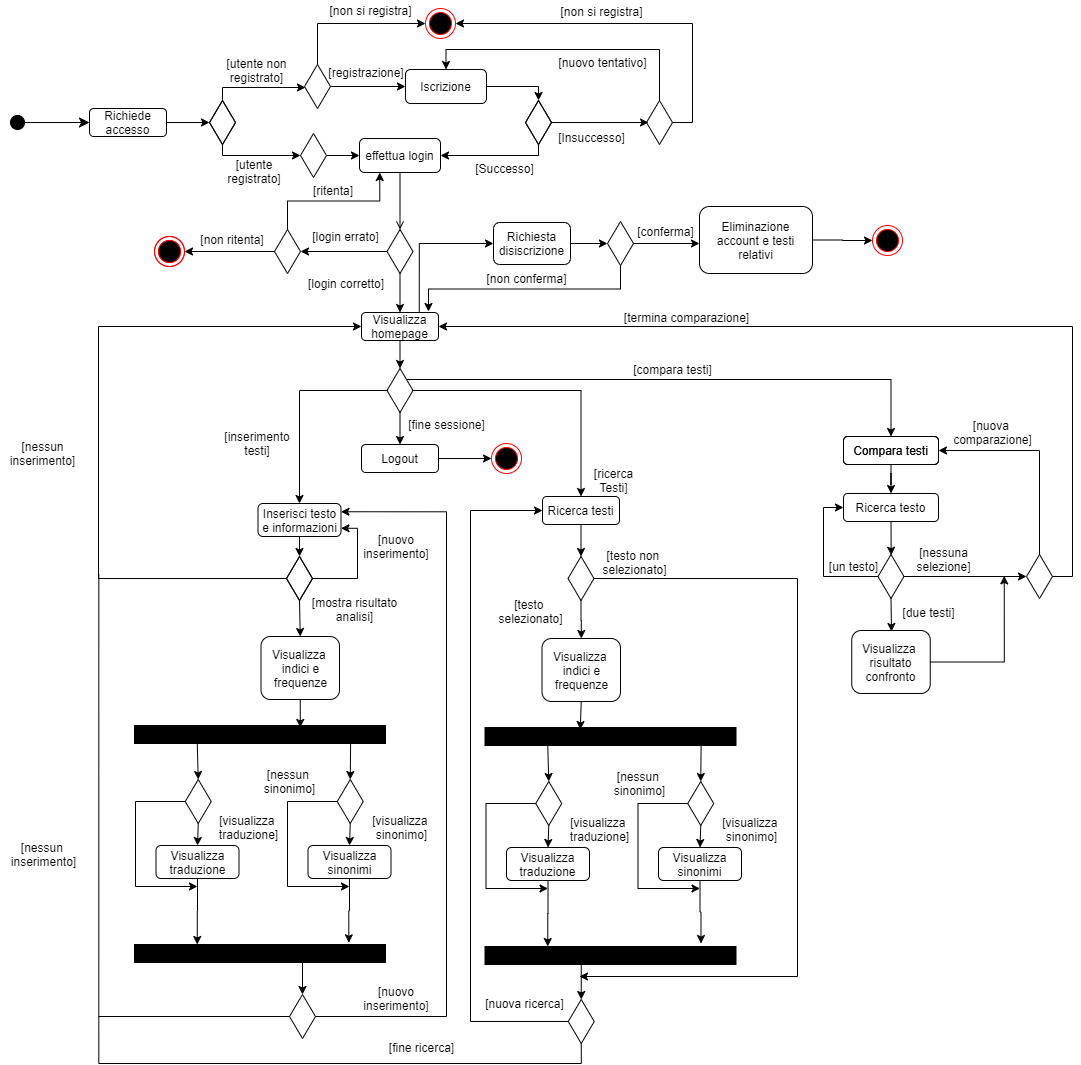 [non si registra]
[non si registra]
[utente non
registrato]
[registrazione]
Iscrizione
[nuovo tentativo]
Richiede
accesso
[Insuccesso]
[utente
registrato]
effettua login
[Successo]
[ritenta]
[non ritenta]
[login errato]
[login corretto]
Richiesta
disiscrizione
[conferma]
[non conferma]
Eliminazione
account e testi
relativi
Visualizza
homepage
[termina comparazione]
[compara testi]
[fine sessione]
Logout
[inserimento
testi]
[nessun
inserimento]
[ricerca
Testi]
[nuova
comparazione]
Compara testi
Inserisci testo
e informazioni
Ricerca testi
Ricerca testo
[nuovo
inserimento]
[testo non
selezionato]
[un testo]
[nessuna
selezione]
[mostra risultato
analisi]
[testo
selezionato]
[due testi]
Visualizza
indici e
frequenze
Visualizza
indici e
frequenze
Visualizza
risultato
confronto
[nessun
sinonimo]
[nessun
sinonimo]
[visualizza
traduzione]
[visualizza
sinonimo]
[visualizza
traduzione]
[visualizza
sinonimo]
[nessun
inserimento]
Visualizza
traduzione
Visualizza
sinonimi
Visualizza
traduzione
Visualizza
sinonimi
[nuovo
inserimento]
[nuova ricerca]
[fine ricerca]